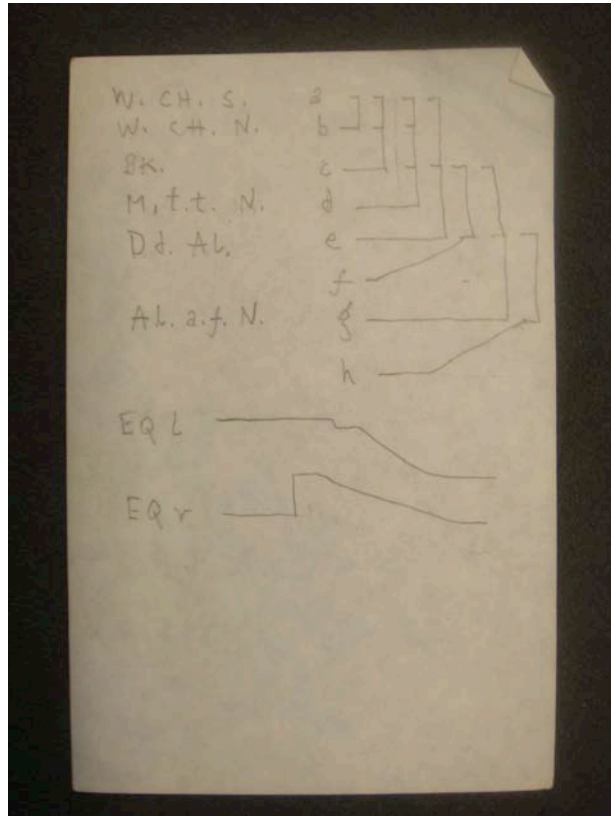 W. CH. S. a
W. CH. N. b
BK. c
M, f.t. N. d
Dd. AL. e
f
AL. a.f. N. g
h
EQ l
EQ r